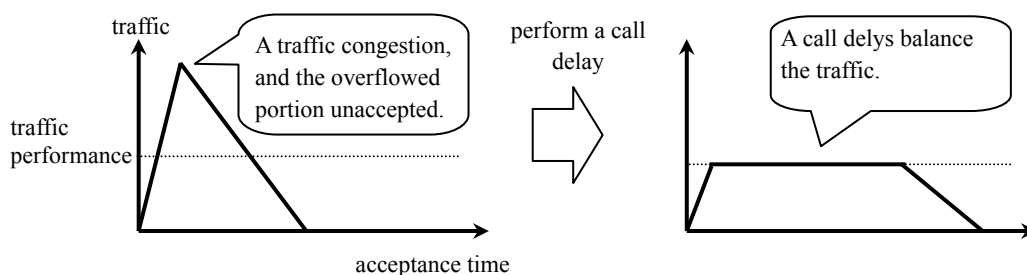 traffic
A traffic congestion,
and the overflowed
portion unaccepted.
traffic
performance
acceptance time
perform a call
delay
A call delys balance
the traffic.